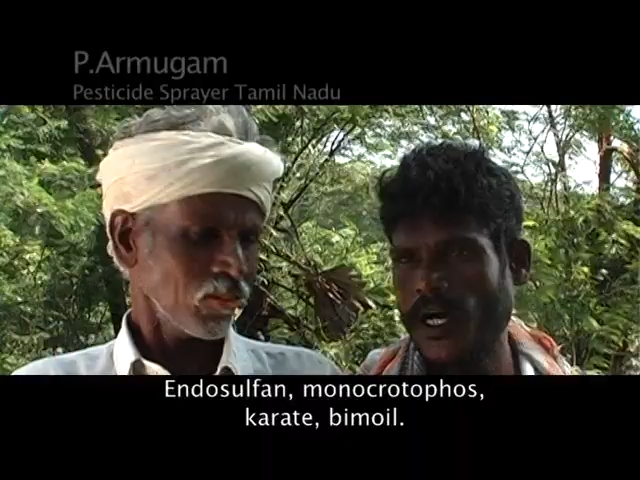 P.Armugam
Pesticide Sprayer Tamil Nadu
Endosulfan, monocrotophos,
karate, bimoil.